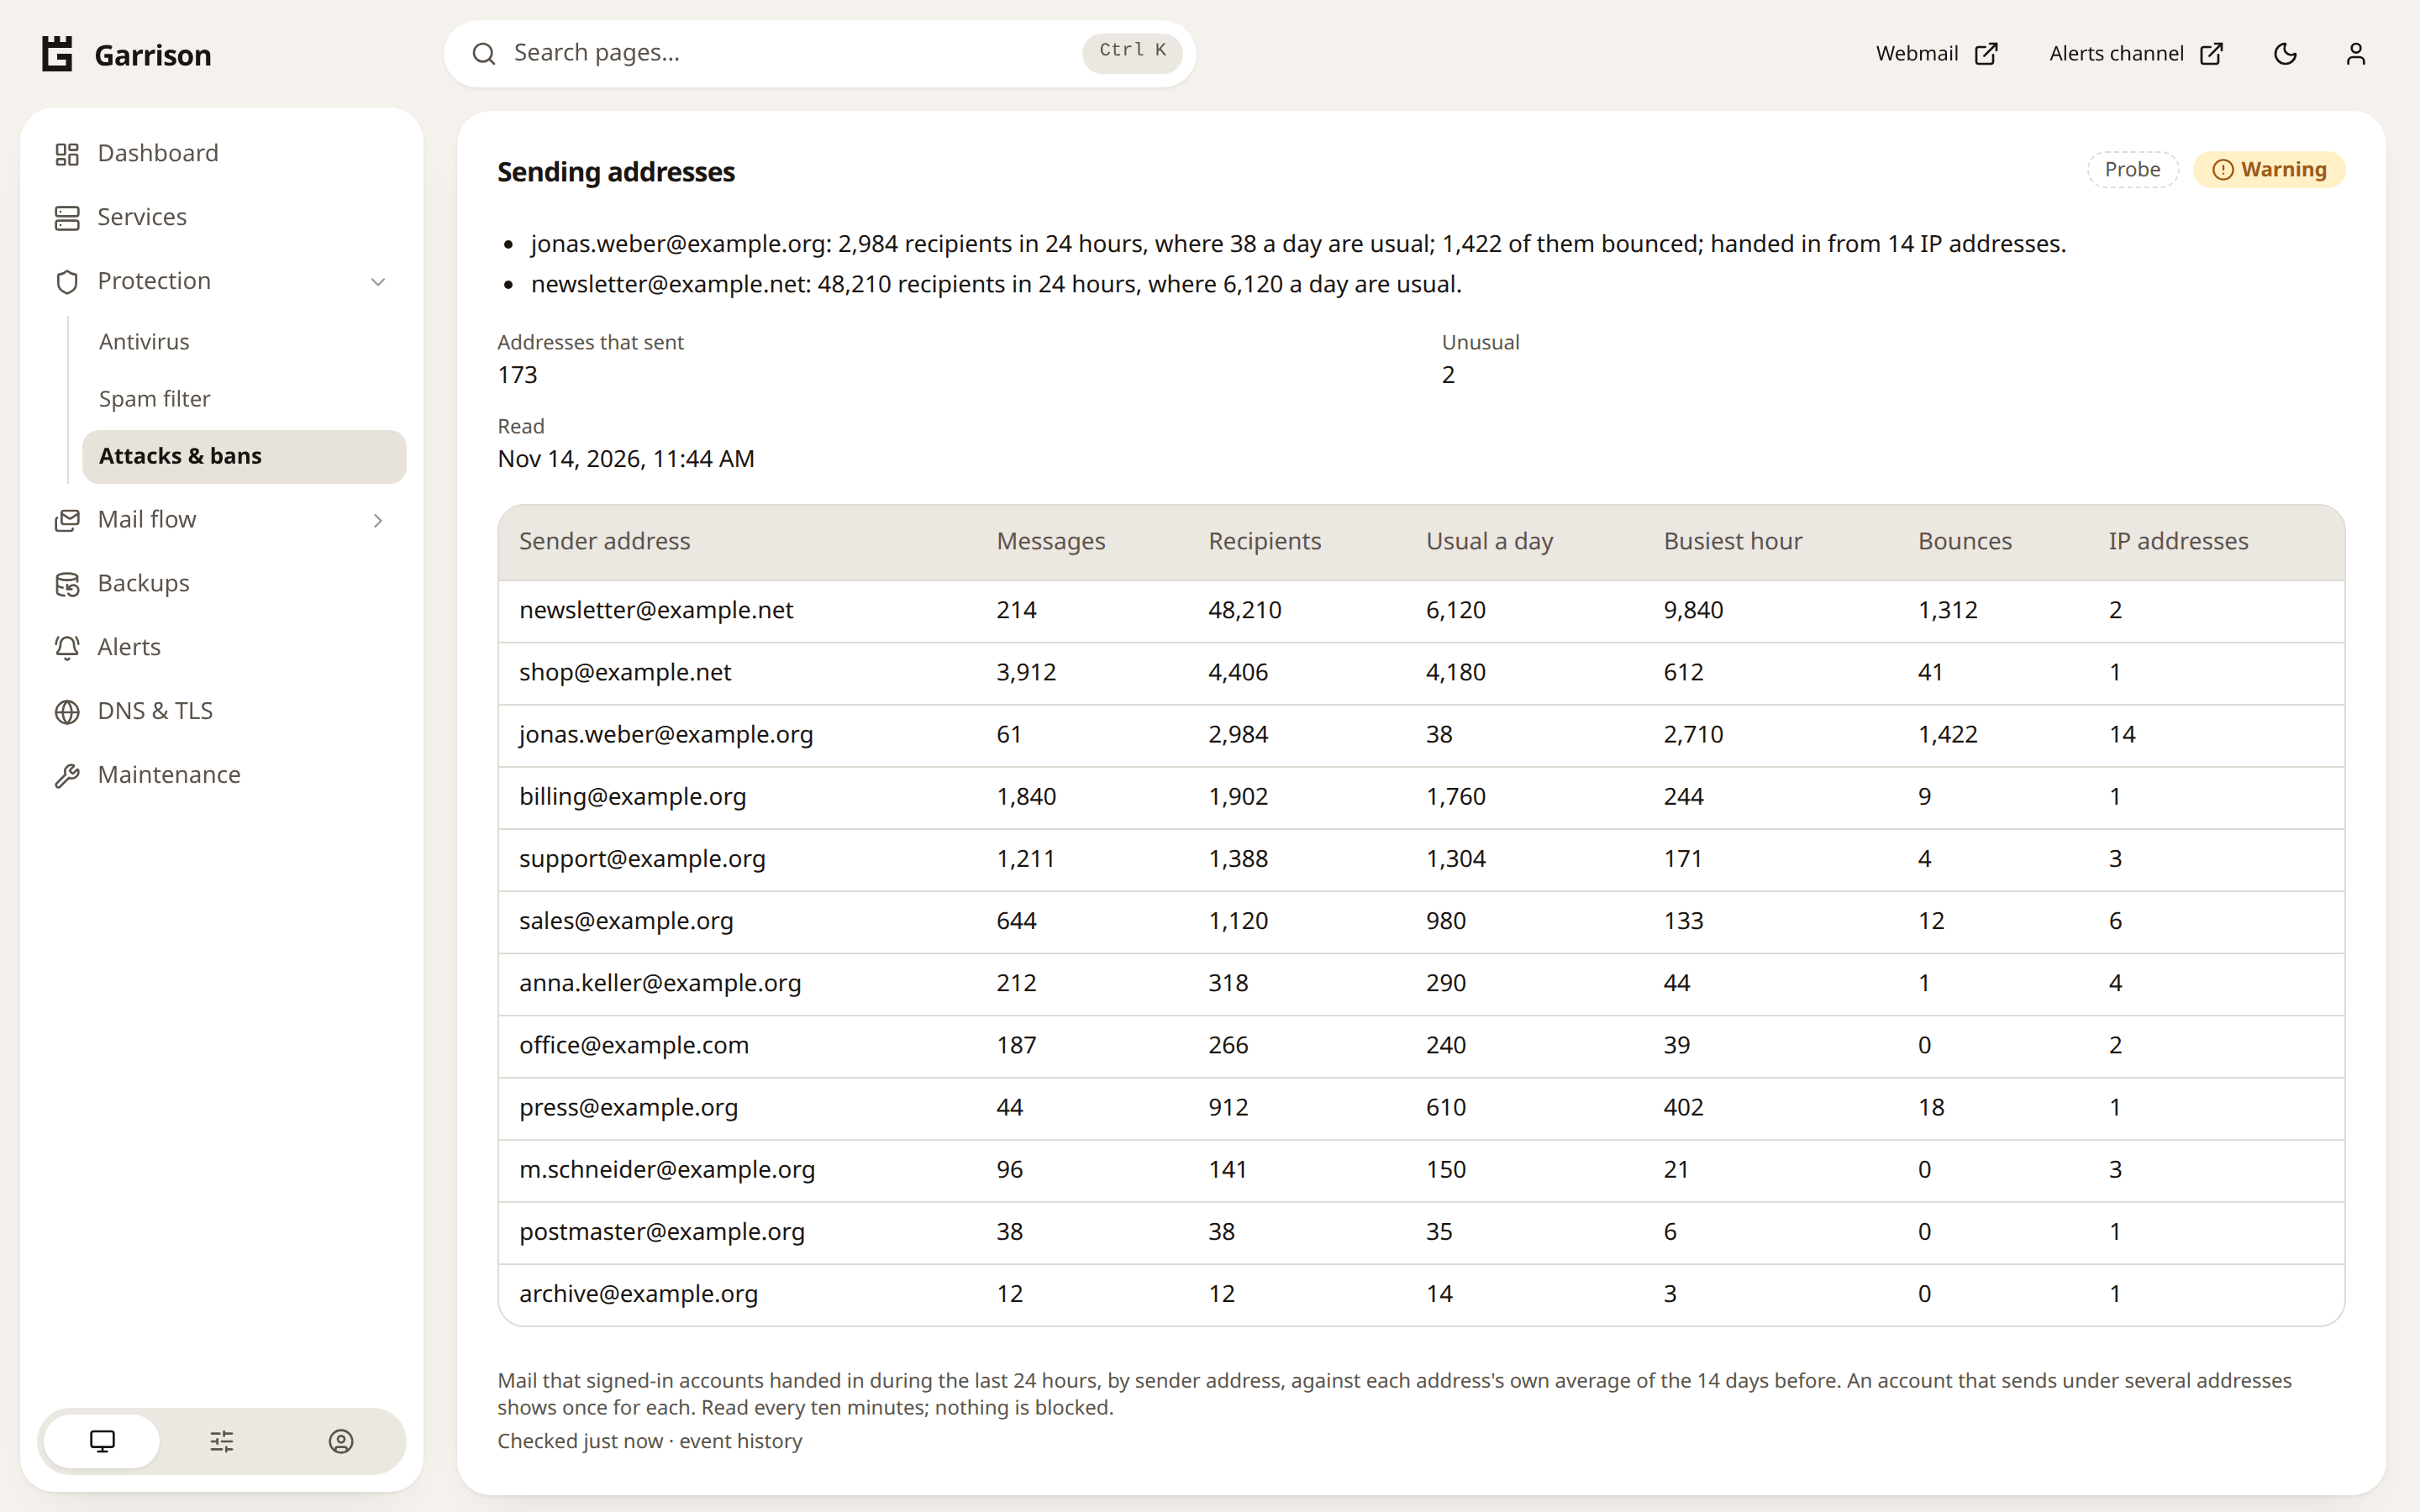 Garrison
Search pages...
Ctrl K
Webmail
Alerts channel
Dashboard
Services
Protection
Antivirus
Spam filter
Attacks & bans
Mail flow
Backups
Alerts
DNS & TLS
Maintenance
Sending addresses
Probe
Warning
jonas.weber@example.org: 2,984 recipients in 24 hours, where 38 a day are usual; 1,422 of them bounced; handed in from 14 IP addresses.
newsletter@example.net: 48,210 recipients in 24 hours, where 6,120 a day are usual.
Addresses that sent
173
Unusual
2
Read
Nov 14, 2026, 11:44 AM
Sender address Messages Recipients Usual a day Busiest hour Bounces IP addresses
newsletter@example.net 214 48,210 6,120 9,840 1,312 2
shop@example.net 3,912 4,406 4,180 612 41 1
jonas.weber@example.org 61 2,984 38 2,710 1,422 14
billing@example.org 1,840 1,902 1,760 244 9 1
support@example.org 1,211 1,388 1,304 171 4 3
sales@example.org 644 1,120 980 133 12 6
anna.keller@example.org 212 318 290 44 1 4
office@example.com 187 266 240 39 0 2
press@example.org 44 912 610 402 18 1
m.schneider@example.org 96 141 150 21 0 3
postmaster@example.org 38 38 35 6 0 1
archive@example.org 12 12 14 3 0 1
Mail that signed-in accounts handed in during the last 24 hours, by sender address, against each address's own average of the 14 days before. An account that sends under several addresses
shows once for each. Read every ten minutes; nothing is blocked.
Checked just now · event history